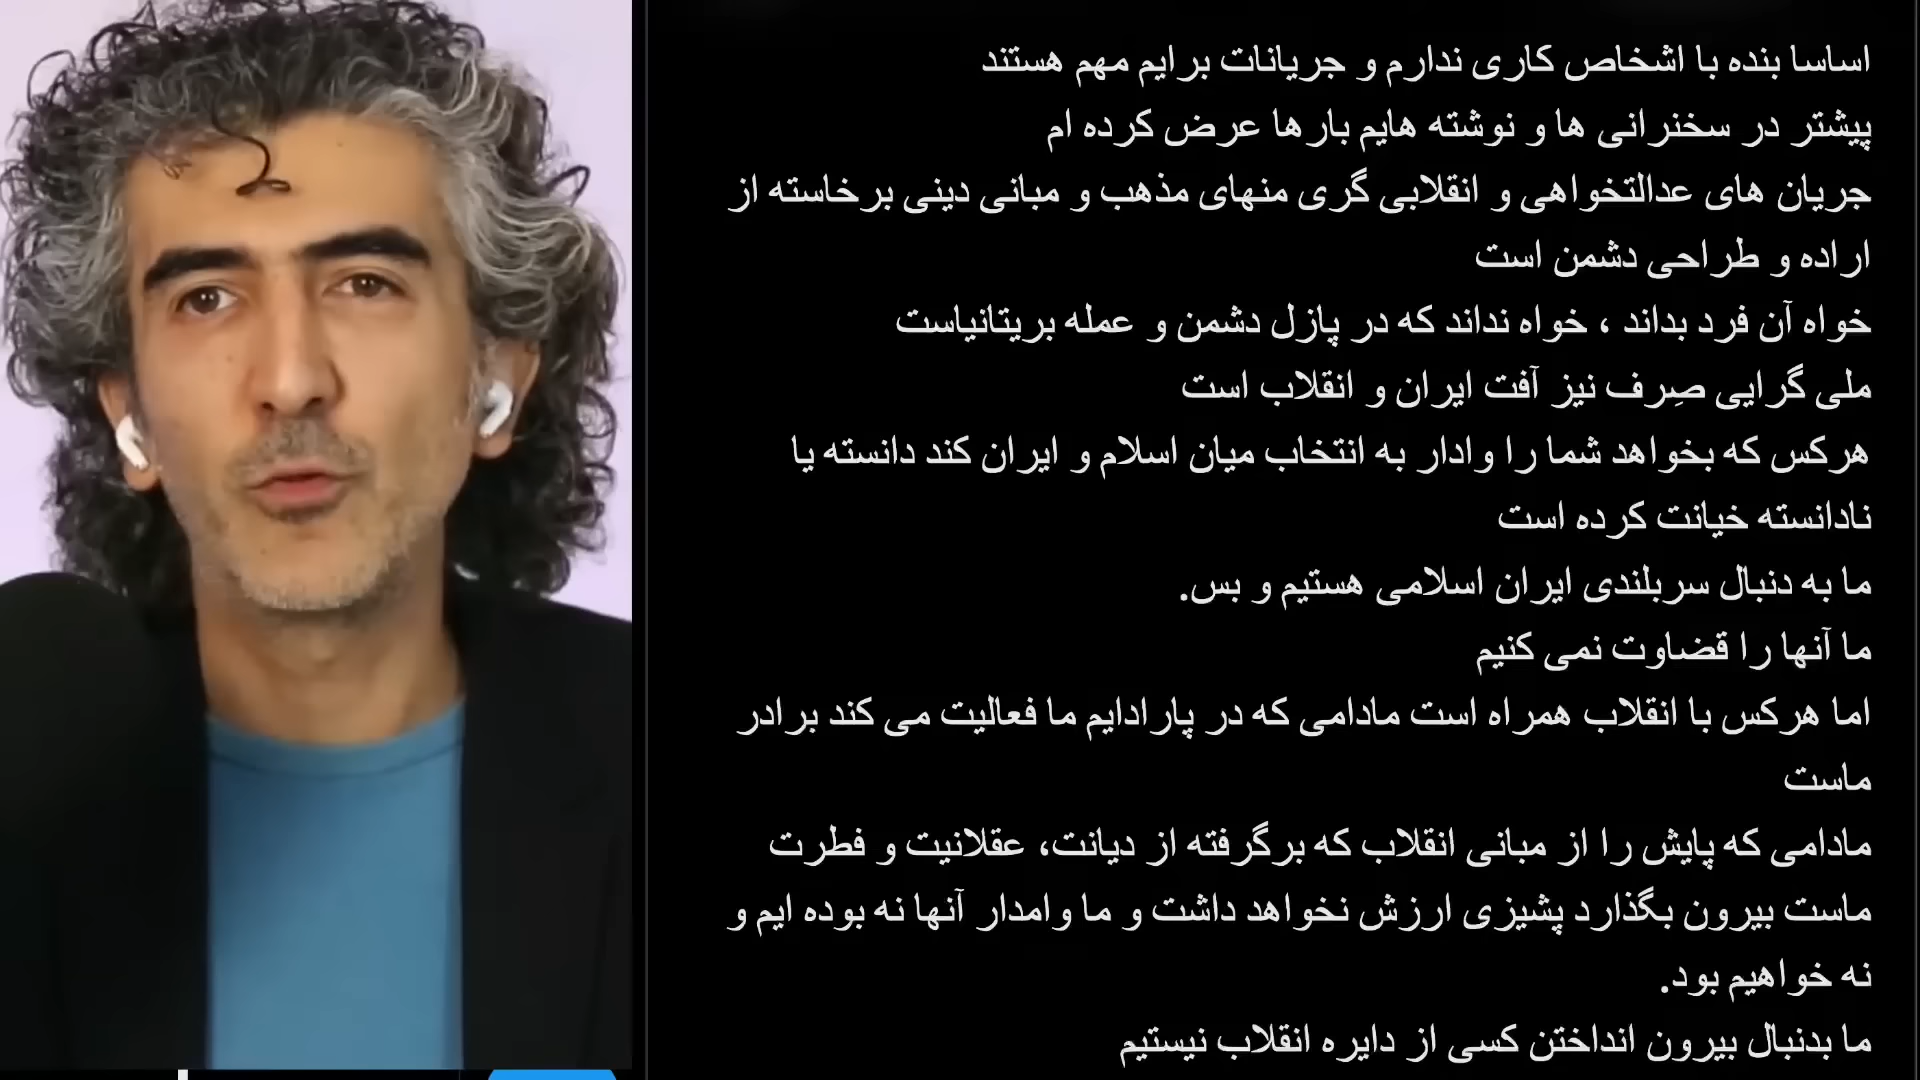 اساسا بنده با اشخاص کاری ندارم و جریانات برایم مهم هستند
پیشتر در سخنرانی ها و نوشته هایم بارها عرض کرده ام
جریان های عدالتخواهی و انقلابی گری منهای مذهب و مبانی دینی برخاسته از
اراده و طراحی دشمن است
خواه آن فرد بداند ، خواه نداند که در پازل دشمن و عمله بریتانیاست
ملی گرایی صِرف نیز آفت ایران و انقلاب است
هرکس که بخواهد شما را وادار به انتخاب میان اسلام و ایران کند دانسته یا
نادانسته خیانت کرده است
ما به دنبال سربلندی ایران اسلامی هستیم و بس.
ما آنها را قضاوت نمی کنیم
اما هرکس با انقلاب همراه است مادامی که در پارادایم ما فعالیت می کند برادر
ماست
مادامی که پایش را از مبانی انقلاب که برگرفته از دیانت، عقلانیت و فطرت
ماست بیرون بگذارد پشیزی ارزش نخواهد داشت و ما وامدار آنها نه بوده ایم و
نه خواهیم بود.
ما بدنبال بیرون انداختن کسی از دایره انقلاب نیستیم